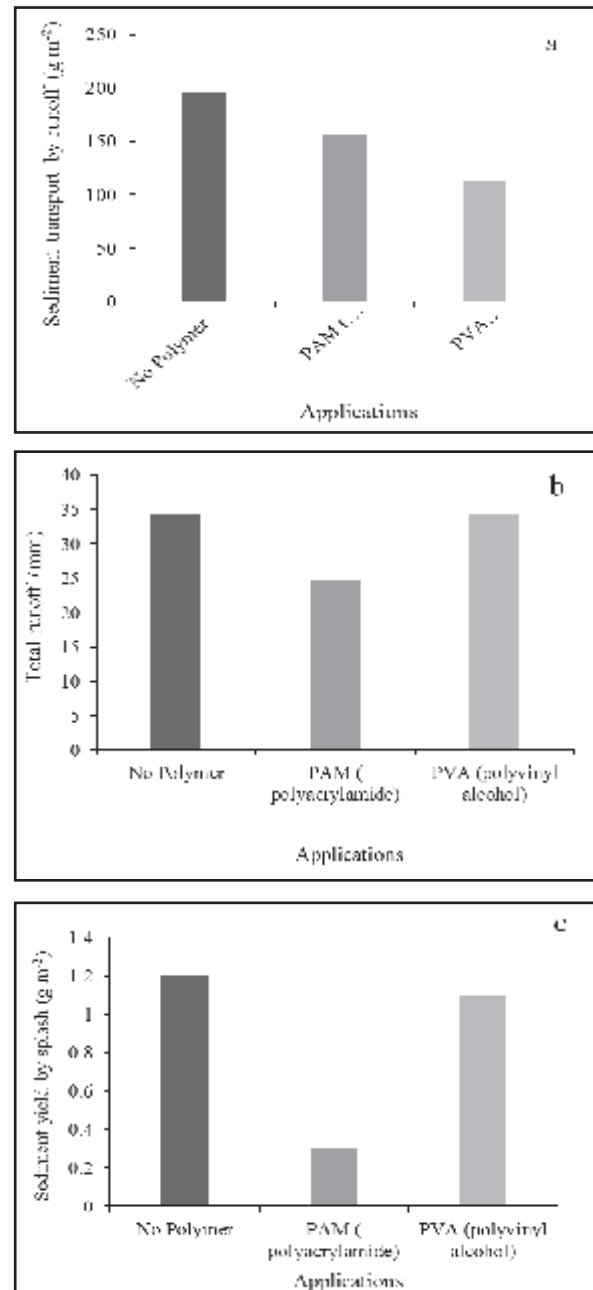 a
Sediment transport by runoff (g m⁻²)
250
200
150
100
50
0
No Polymer
PAM (...
PVA...
Applications
b
Total runoff (mm)
40
35
30
25
20
15
10
5
0
No Polymer
PAM (
polyacrylamide)
PVA (polyvinyl
alcohol)
Applications
c
Sediment yield by splash (g m⁻²)
1.4
1.2
1
0.8
0.6
0.4
0.2
0
No Polymer
PAM (
polyacrylamide)
PVA (polyvinyl
alcohol)
Applications